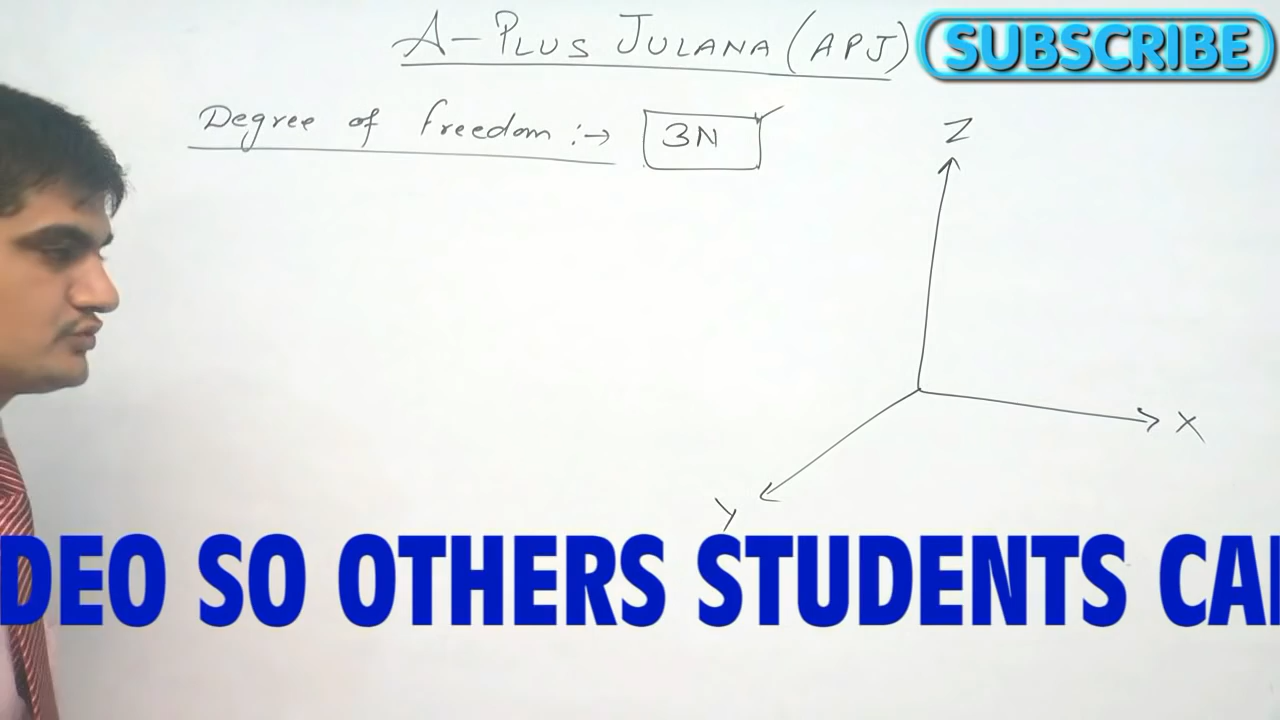 A-PLUS JULANA (APJ)
SUBSCRIBE
Degree of freedom :→ 3N
Z
X
Y
DEO SO OTHERS STUDENTS CA